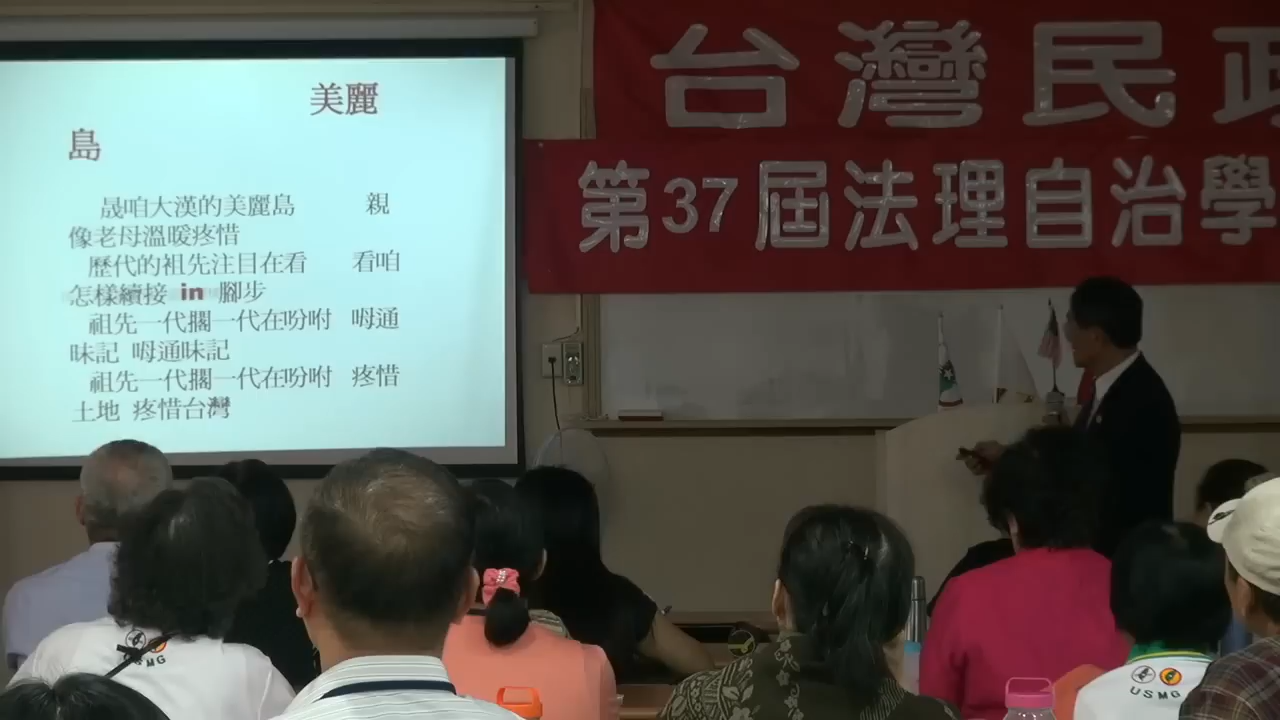 美麗
島
晟咱大漢的美麗島 親
像老母溫暖疼惜
歷代的祖先注目在看 看咱
怎樣續接 in 腳步
祖先一代擱一代在吩咐 呣通
昧記 呣通昧記
祖先一代擱一代在吩咐 疼惜
土地 疼惜台灣
台灣民政
第37屆法理自治學
USMG
USMG